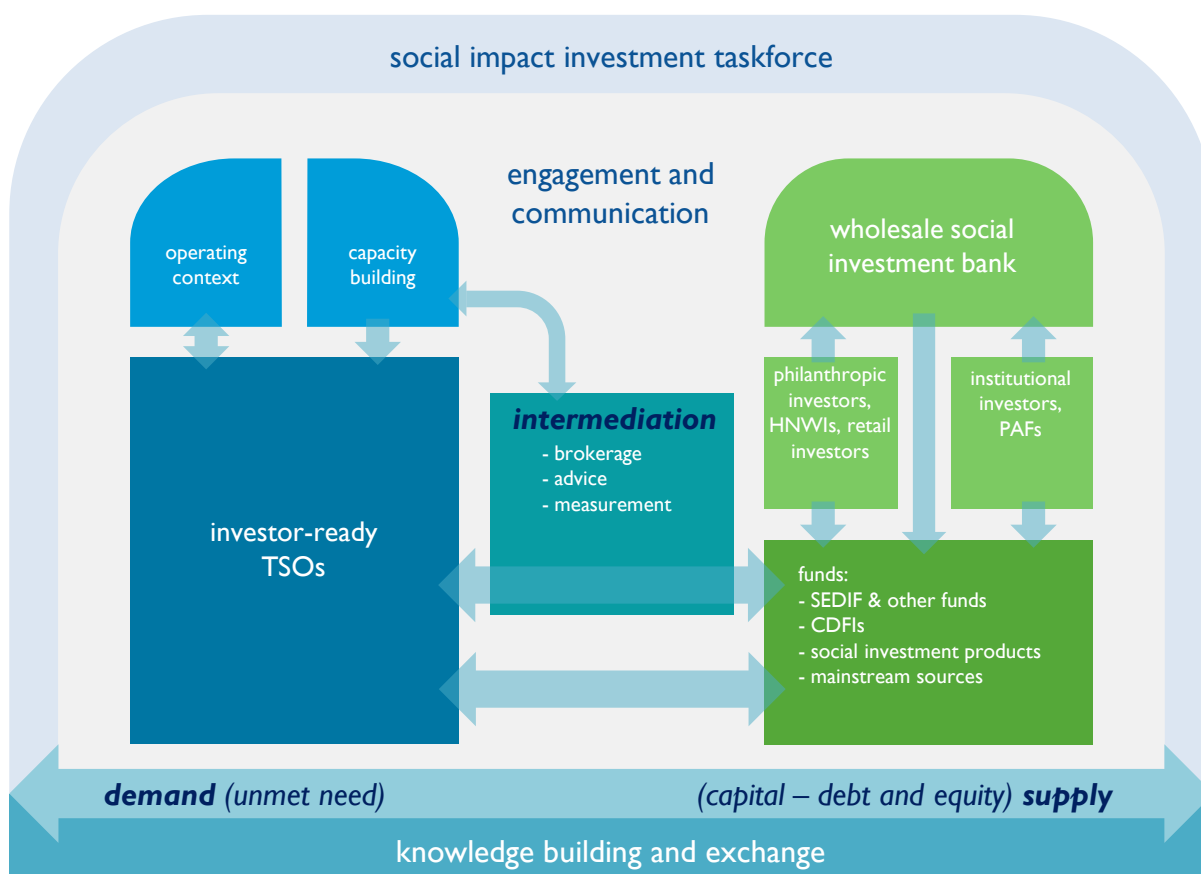 social impact investment taskforce
engagement and
communication
operating
context
capacity
building
wholesale social
investment bank
philanthropic
investors,
HNWIs, retail
investors
institutional
investors,
PAFs
intermediation
- brokerage
- advice
- measurement
investor-ready
TSOs
funds:
- SEDIF & other funds
- CDFIs
- social investment products
- mainstream sources
demand (unmet need)
(capital – debt and equity) supply
knowledge building and exchange